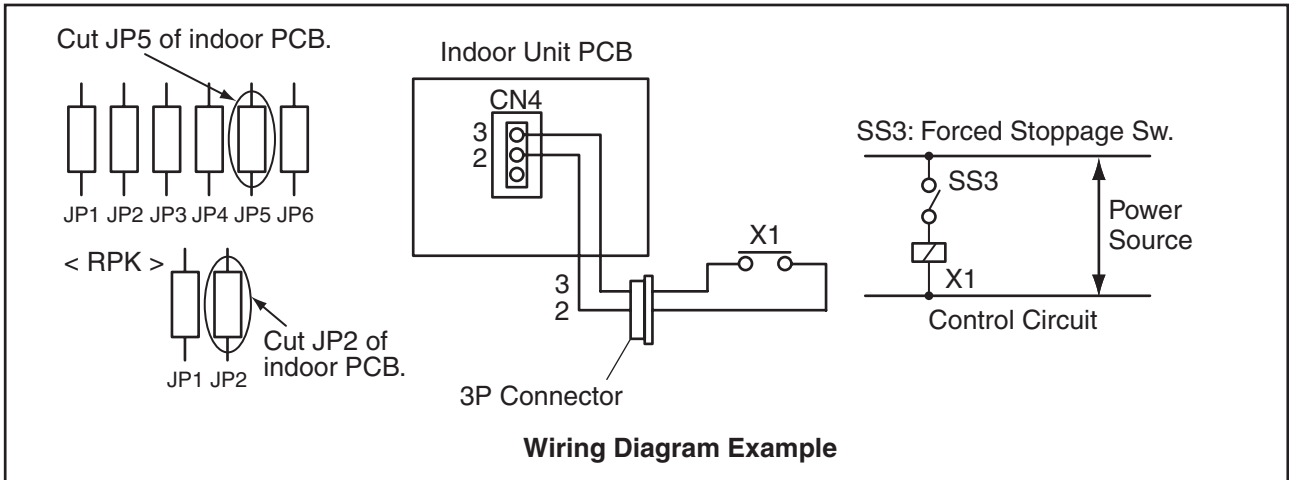 Cut JP5 of indoor PCB.
JP1 JP2 JP3 JP4 JP5 JP6
< RPK >
JP1 JP2
Cut JP2 of
indoor PCB.
Indoor Unit PCB
CN4
3
2
3
2
X1
3P Connector
SS3: Forced Stoppage Sw.
SS3
X1
Power
Source
Control Circuit
Wiring Diagram Example